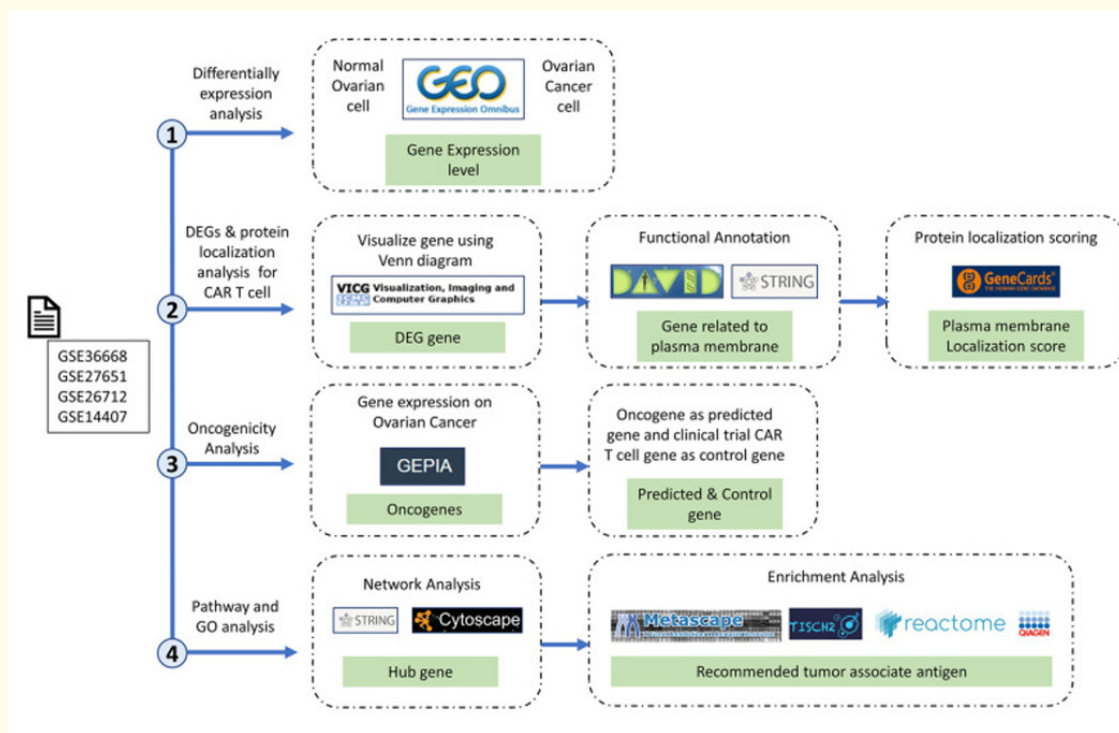 Differentially
expression
analysis
1
Normal
Ovarian
cell
GEO
Gene Expression Omnibus
Ovarian
Cancer
cell
Gene Expression
level
GSE36668
GSE27651
GSE26712
GSE14407
DEGs & protein
localization
analysis for
CAR T cell
2
Visualize gene using
Venn diagram
VICG Visualization, Imaging and
Computer Graphics
DEG gene
Functional Annotation
DAVID
STRING
Gene related to
plasma membrane
Protein localization scoring
GeneCards®
THE HUMAN GENE DATABASE
Plasma membrane
Localization score
Oncogenicity
Analysis
3
Gene expression on
Ovarian Cancer
GEPIA
Oncogenes
Oncogene as predicted
gene and clinical trial CAR
T cell gene as control gene
Predicted & Control
gene
Pathway and
GO analysis
4
Network Analysis
STRING
Cytoscape
Hub gene
Enrichment Analysis
Metascape
TISCH2
reactome
QIAGEN
Recommended tumor associate antigen